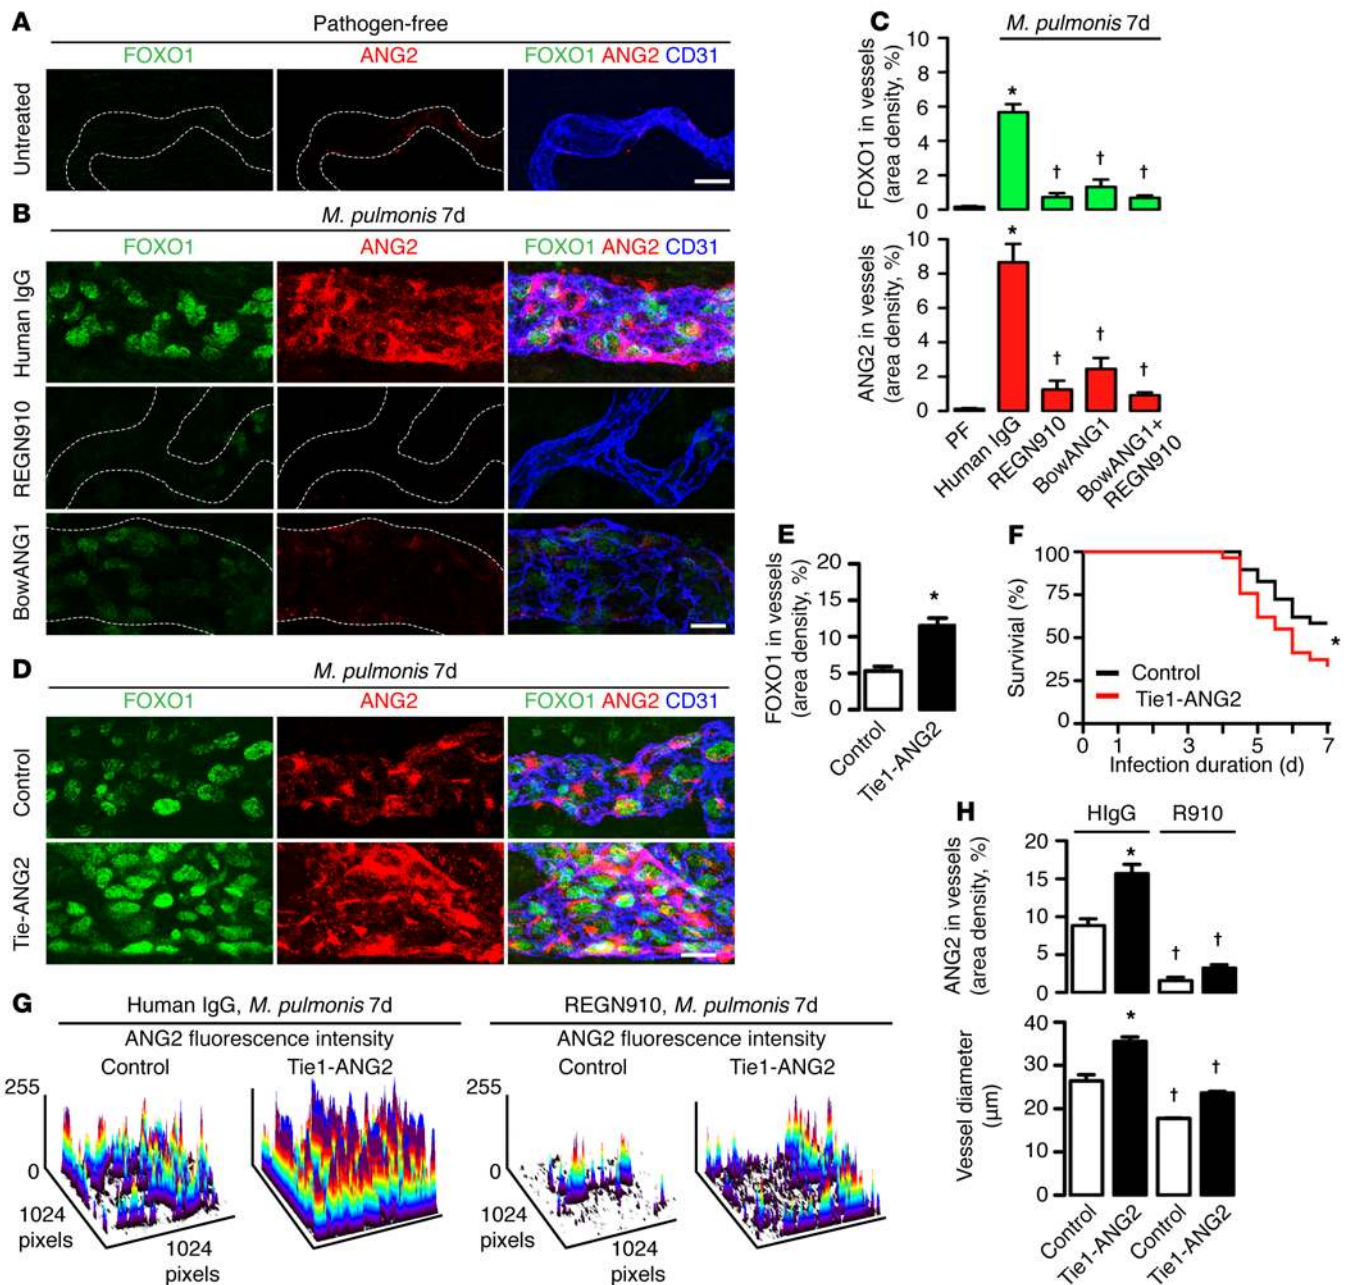 A
Pathogen-free
FOXO1 ANG2 FOXO1 ANG2 CD31
Untreated
B
M. pulmonis 7d
FOXO1 ANG2 FOXO1 ANG2 CD31
Human IgG
REGN910
BowANG1
C
M. pulmonis 7d
FOXO1 in vessels
(area density, %)
10
8
6
4
2
0
*
†
†
†
ANG2 in vessels
(area density, %)
10
8
6
4
2
0
*
†
†
†
PF
Human IgG
REGN910
BowANG1
BowANG1+
REGN910
D
M. pulmonis 7d
FOXO1 ANG2 FOXO1 ANG2 CD31
Control
Tie-ANG2
E
FOXO1 in vessels
(area density, %)
20
15
10
5
0
*
Control
Tie1-ANG2
F
Survivial (%)
100
75
50
25
0
*
Control
Tie1-ANG2
0 1 3 5 7
Infection duration (d)
G
Human IgG, M. pulmonis 7d
ANG2 fluorescence intensity
Control Tie1-ANG2
255
0
1024
pixels
1024
pixels
REGN910, M. pulmonis 7d
ANG2 fluorescence intensity
Control Tie1-ANG2
255
0
1024
pixels
1024
pixels
H
HIgG R910
ANG2 in vessels
(area density, %)
20
15
10
5
0
*
†
†
Vessel diameter
(µm)
40
30
20
10
0
*
†
†
Control
Tie1-ANG2
Control
Tie1-ANG2